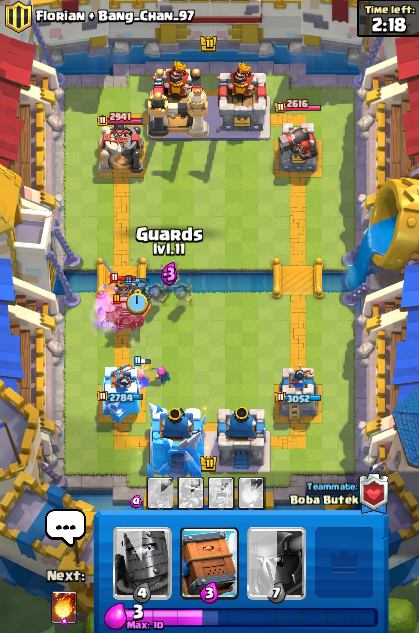 Florian + Bang_Chan_97
Time left:
2:18
2941
2616
Guards
lvl.11
-3
2784
3052
Teammate:
Boba Butek
0
...
4
3
7
Next:
3
Max: 10